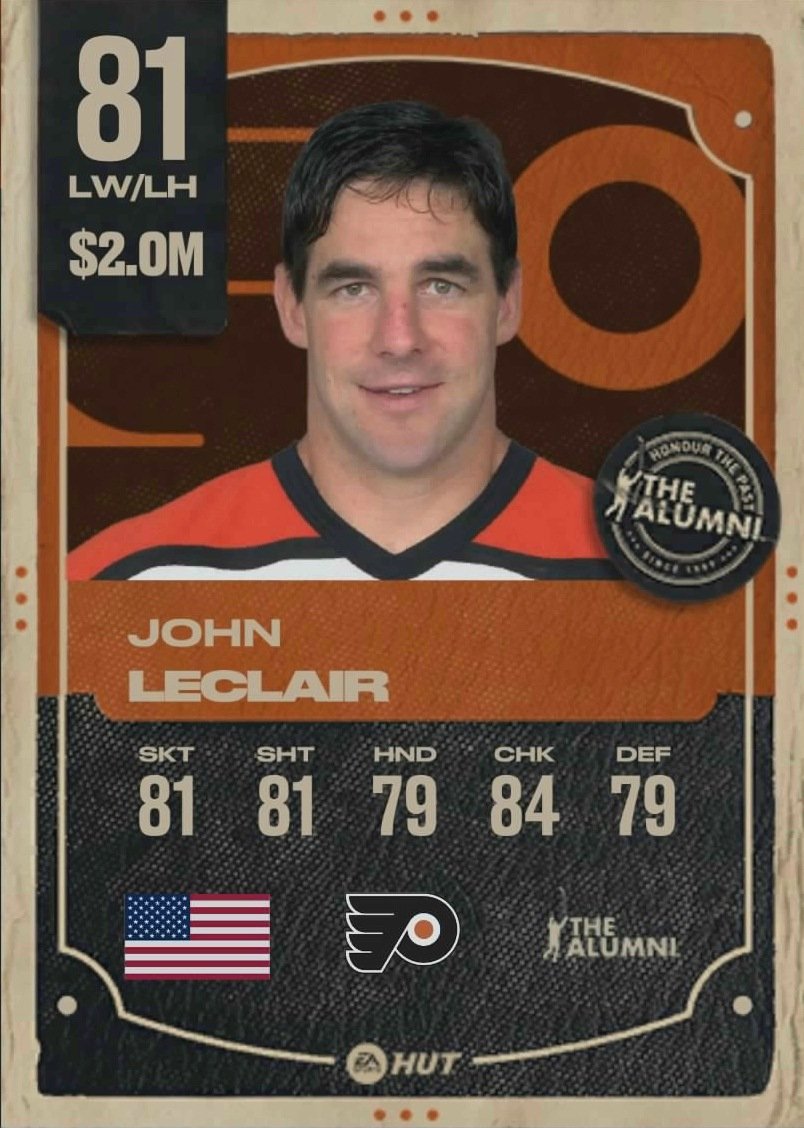 81
LW/LH
$2.0M
HONOUR THE PAST
THE
ALUMNI
JOHN
LECLAIR
SKT SHT HND CHK DEF
81 81 79 84 79
THE
ALUMNI
EA
HUT